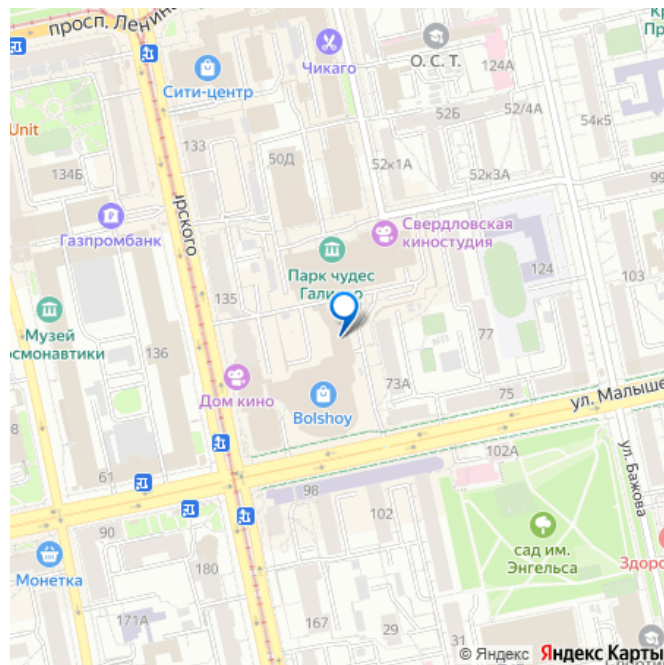 просп. Ленина
Чикаго
О. С. Т.
124А
Сити-центр
Unit
133
52Б
52/4А
54к5
50Д
52к1А
52к3А
99
134Б
Газпромбанк
Свердловская
киностудия
Парк чудес
124
103
135
Музей
136
77
Дом кино
73А
75
Bolshoy
ул. Малыше
102А
ул. Бажова
61
98
102
90
сад им.
Энгельса
Монетка
180
167
29
31
171А
© Яндекс Яндекс Карты